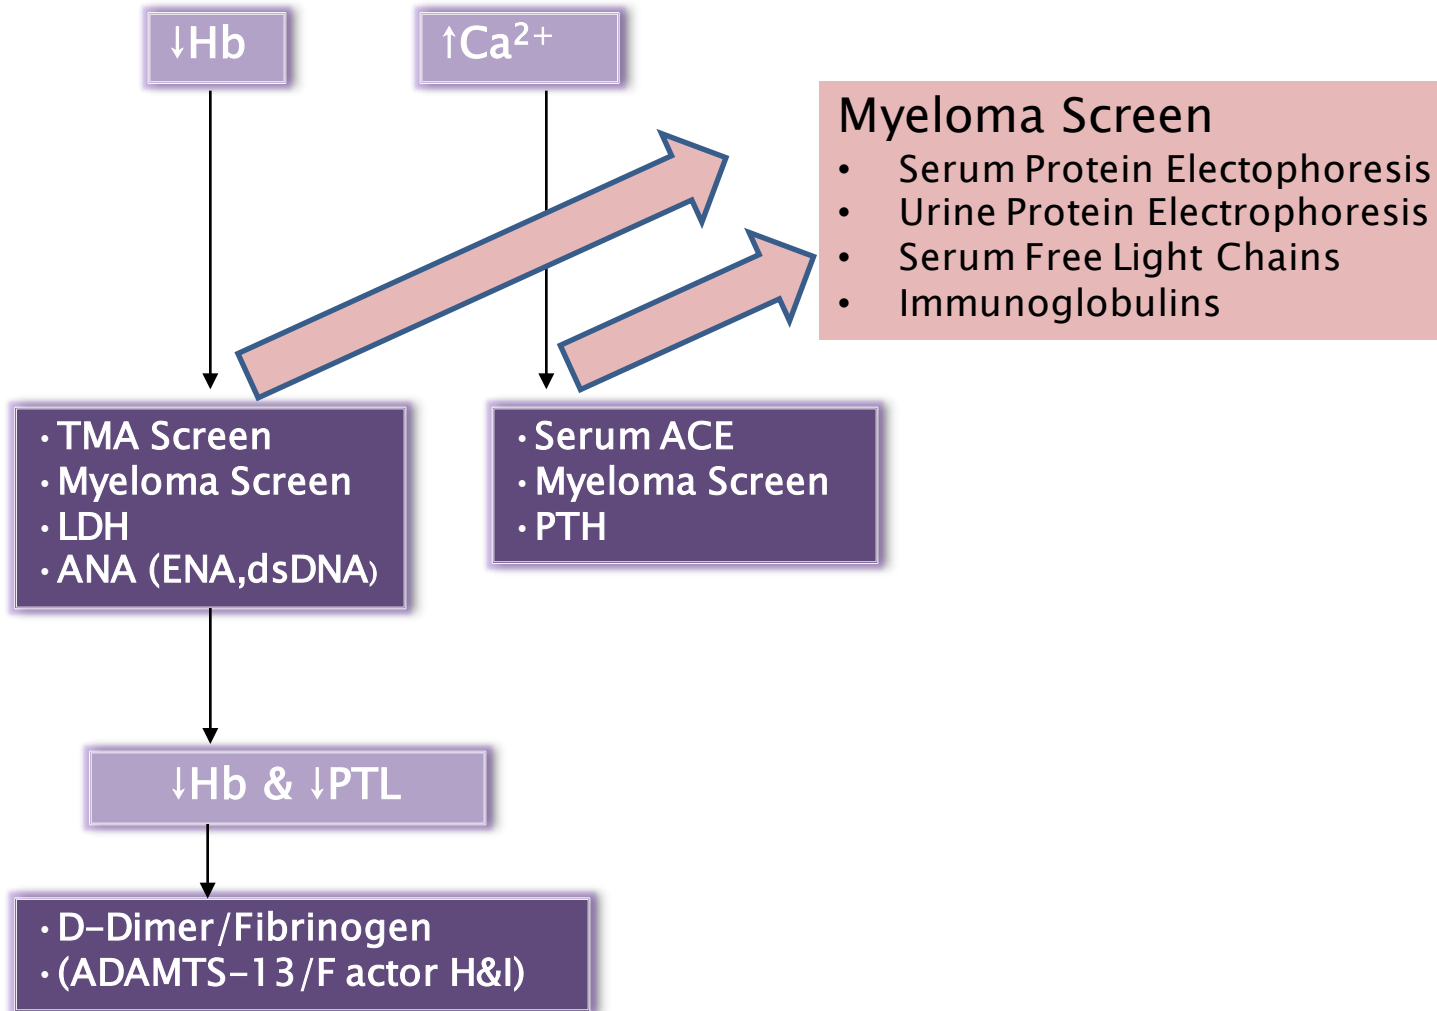 ↓Hb
↑Ca²⁺
Myeloma Screen
• Serum Protein Electophoresis
• Urine Protein Electrophoresis
• Serum Free Light Chains
• Immunoglobulins
• TMA Screen
• Myeloma Screen
• LDH
• ANA (ENA,dsDNA)
• Serum ACE
• Myeloma Screen
• PTH
↓Hb & ↓PTL
• D-Dimer/Fibrinogen
• (ADAMTS-13/F actor H&I)